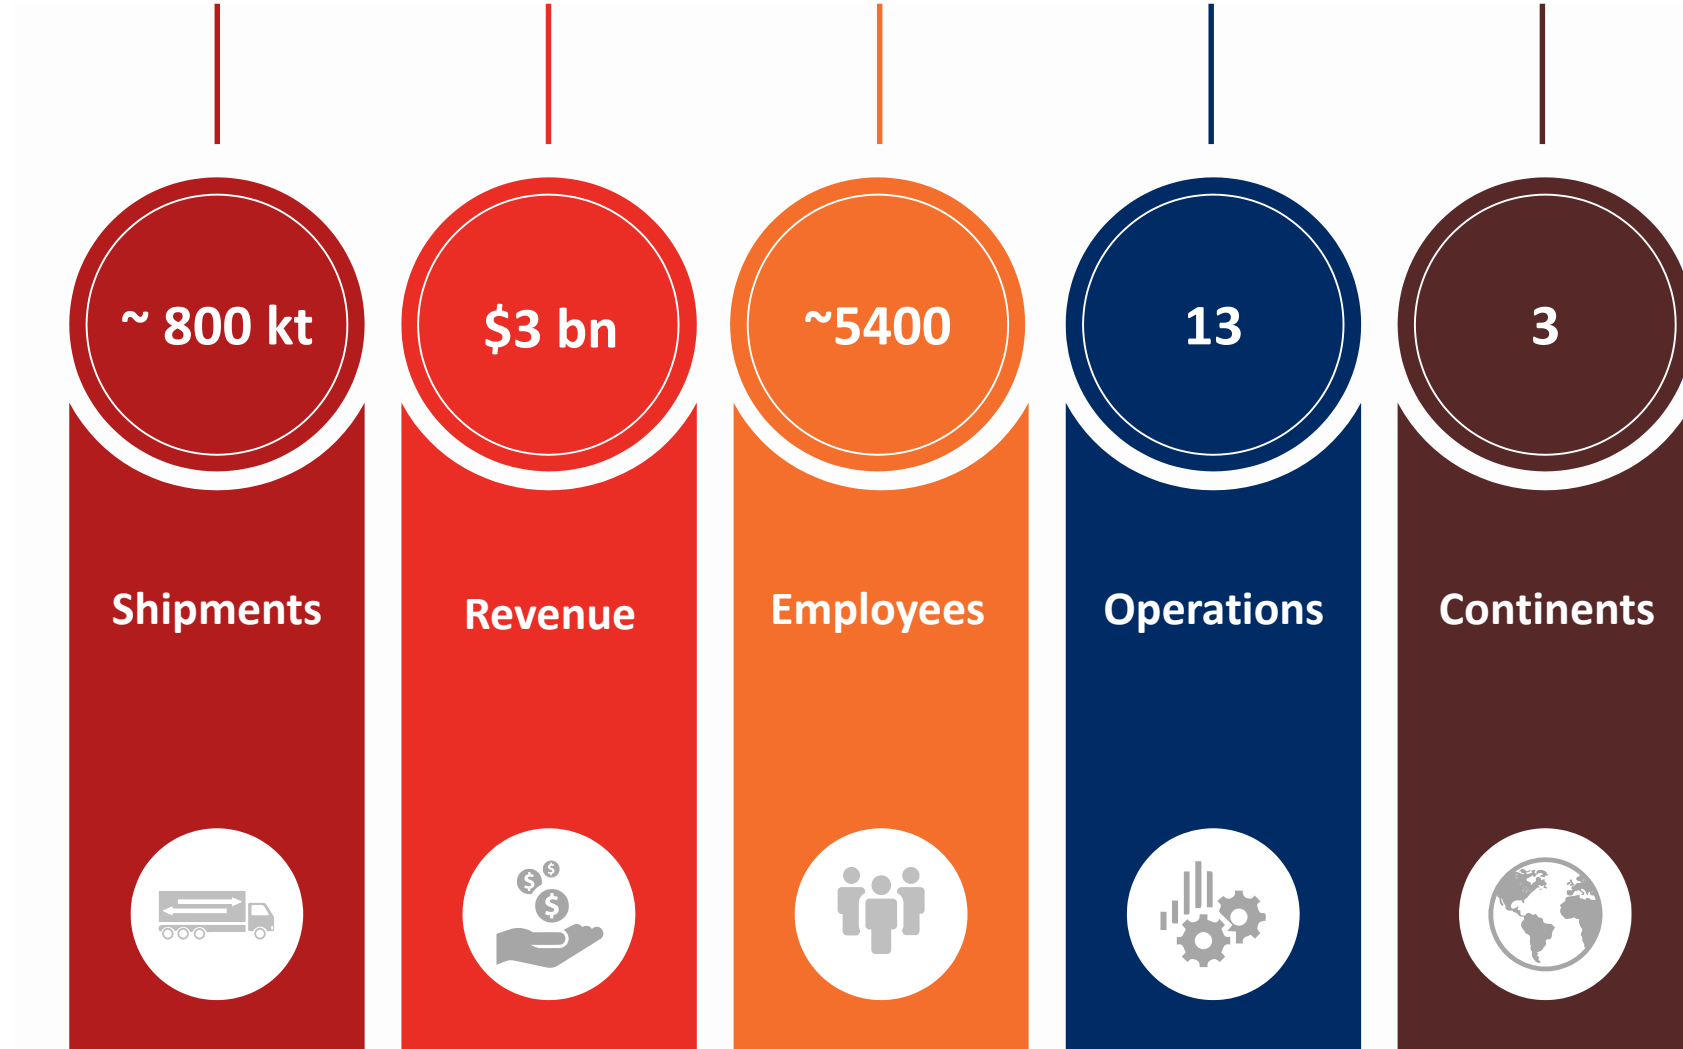 ~ 800 kt
$3 bn
~5400
13
3
Shipments
Revenue
Employees
Operations
Continents
$
$
$